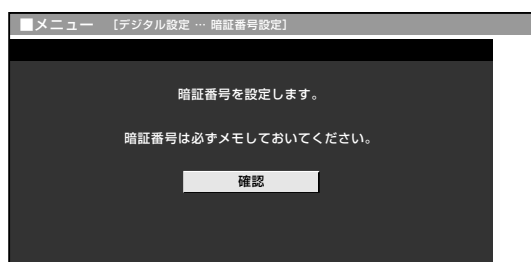 ■メニュー [デジタル設定 … 暗証番号設定]
暗証番号を設定します。
暗証番号は必ずメモしておいてください。
確認